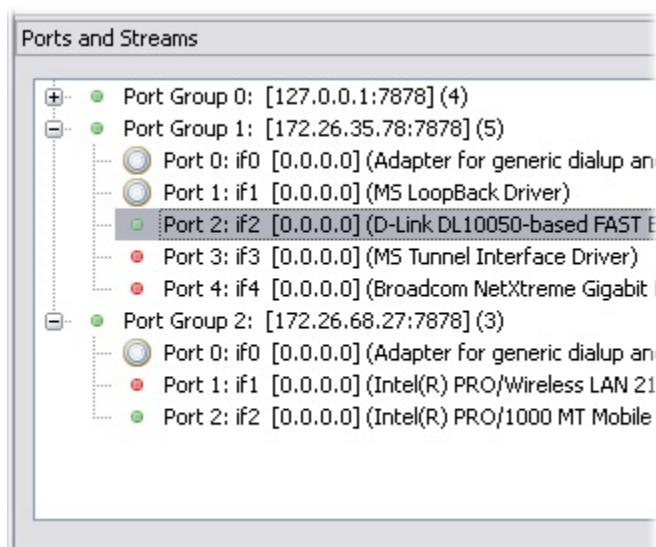 Ports and Streams
Port Group 0: [127.0.0.1:7878] (4)
Port Group 1: [172.26.35.78:7878] (5)
Port 0: if0 [0.0.0.0] (Adapter for generic dialup an
Port 1: if1 [0.0.0.0] (MS LoopBack Driver)
Port 2: if2 [0.0.0.0] (D-Link DL10050-based FAST E
Port 3: if3 [0.0.0.0] (MS Tunnel Interface Driver)
Port 4: if4 [0.0.0.0] (Broadcom NetXtreme Gigabit
Port Group 2: [172.26.68.27:7878] (3)
Port 0: if0 [0.0.0.0] (Adapter for generic dialup an
Port 1: if1 [0.0.0.0] (Intel(R) PRO/Wireless LAN 21
Port 2: if2 [0.0.0.0] (Intel(R) PRO/1000 MT Mobile